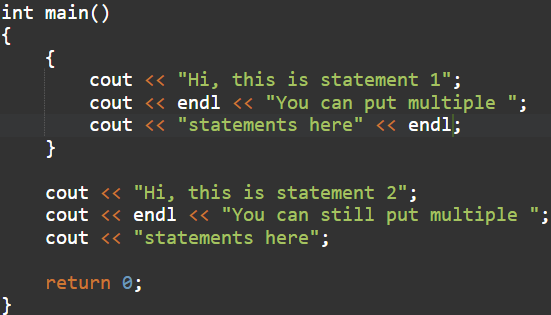 int main()
{
    {
        cout << "Hi, this is statement 1";
        cout << endl << "You can put multiple ";
        cout << "statements here" << endl;
    }

    cout << "Hi, this is statement 2";
    cout << endl << "You can still put multiple ";
    cout << "statements here";

    return 0;
}